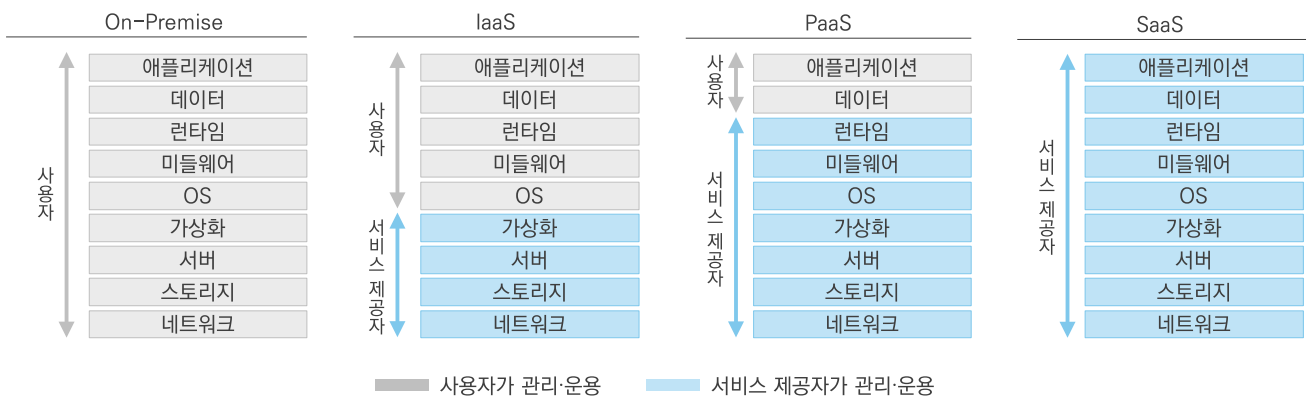 On-Premise
사용자
애플리케이션
데이터
런타임
미들웨어
OS
가상화
서버
스토리지
네트워크
IaaS
사용자
서비스 제공자
애플리케이션
데이터
런타임
미들웨어
OS
가상화
서버
스토리지
네트워크
PaaS
사용자
서비스 제공자
애플리케이션
데이터
런타임
미들웨어
OS
가상화
서버
스토리지
네트워크
SaaS
서비스 제공자
애플리케이션
데이터
런타임
미들웨어
OS
가상화
서버
스토리지
네트워크
사용자가 관리·운용
서비스 제공자가 관리·운용